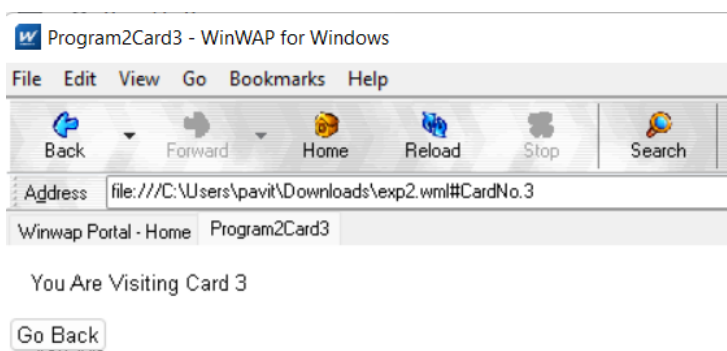 Program2Card3 - WinWAP for Windows
File Edit View Go Bookmarks Help
Back Forward Home Reload Stop Search
Address file:///C:\Users\pavit\Downloads\exp2.wml#CardNo.3
Winwap Portal - Home Program2Card3
You Are Visiting Card 3
Go Back